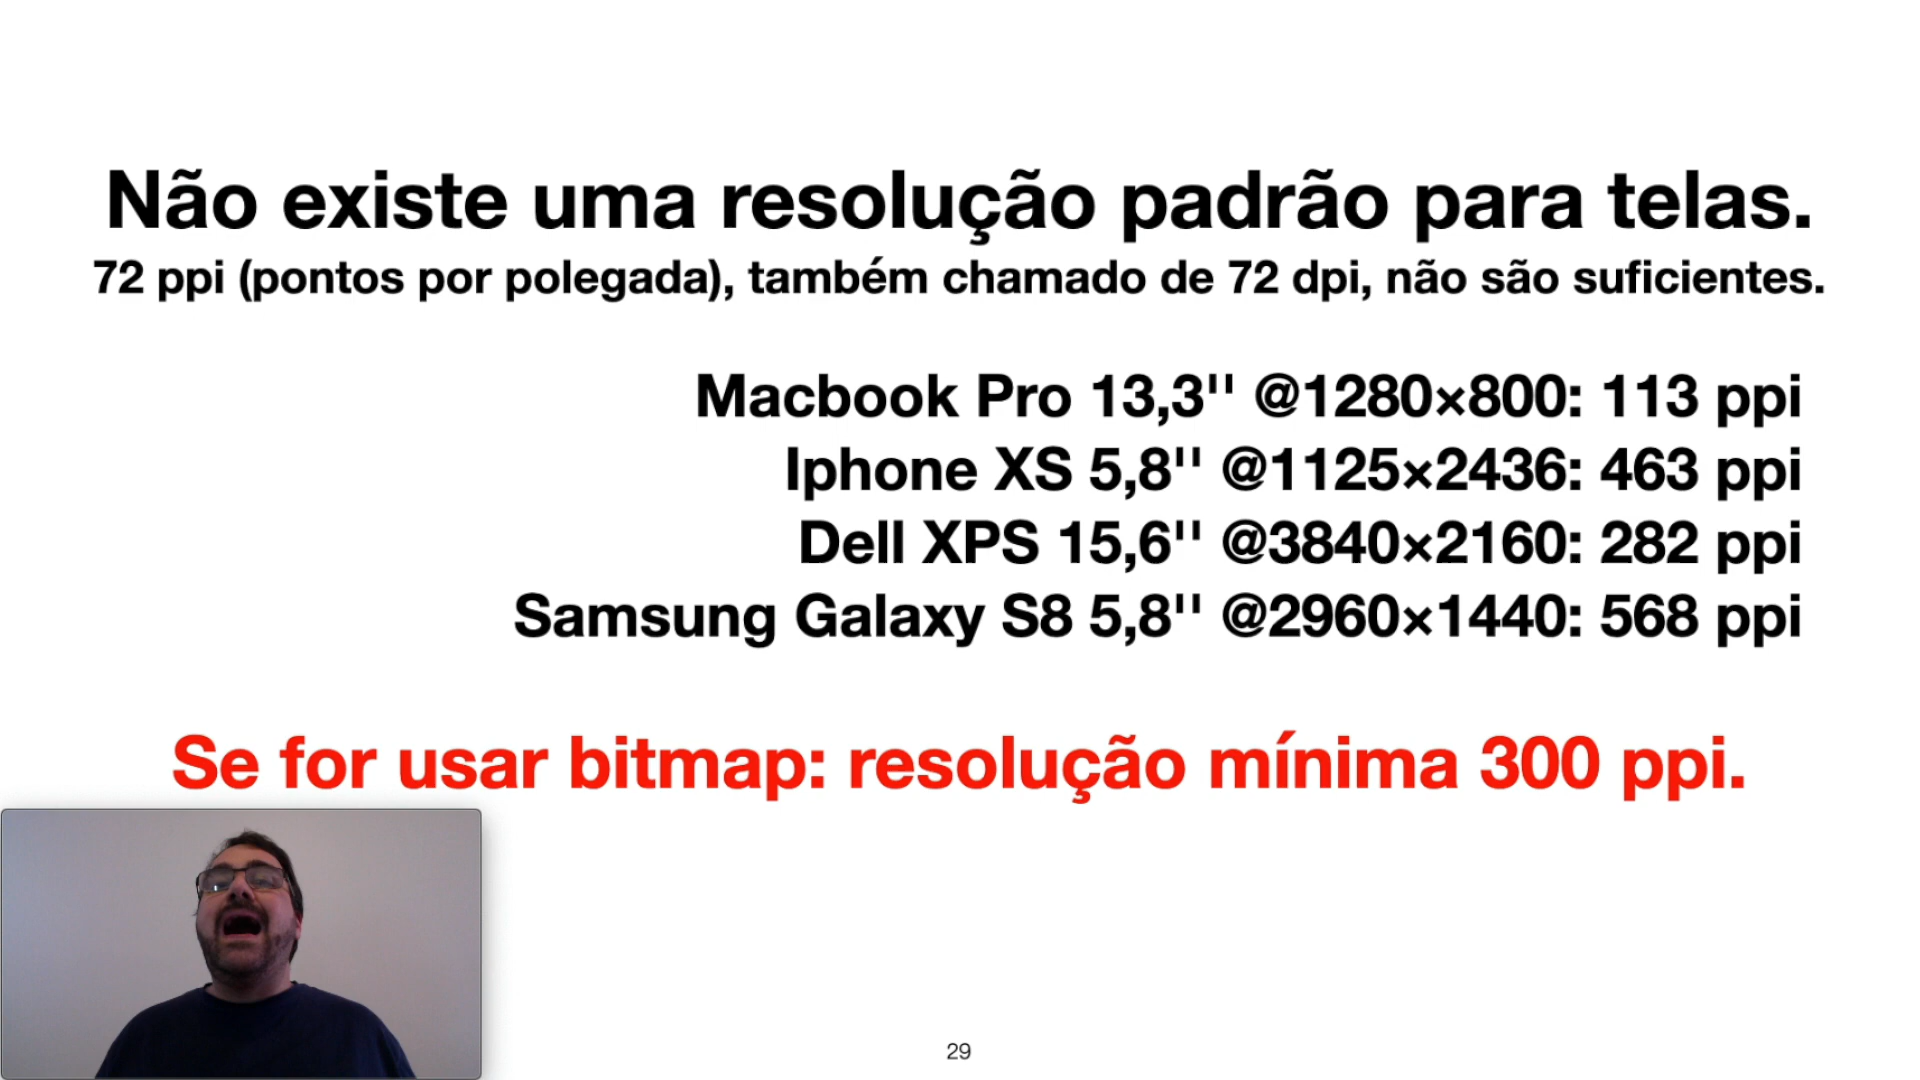 Não existe uma resolução padrão para telas.
72 ppi (pontos por polegada), também chamado de 72 dpi, não são suficientes.
Macbook Pro 13,3'' @1280×800: 113 ppi
Iphone XS 5,8'' @1125×2436: 463 ppi
Dell XPS 15,6'' @3840×2160: 282 ppi
Samsung Galaxy S8 5,8'' @2960×1440: 568 ppi
Se for usar bitmap: resolução mínima 300 ppi.
29